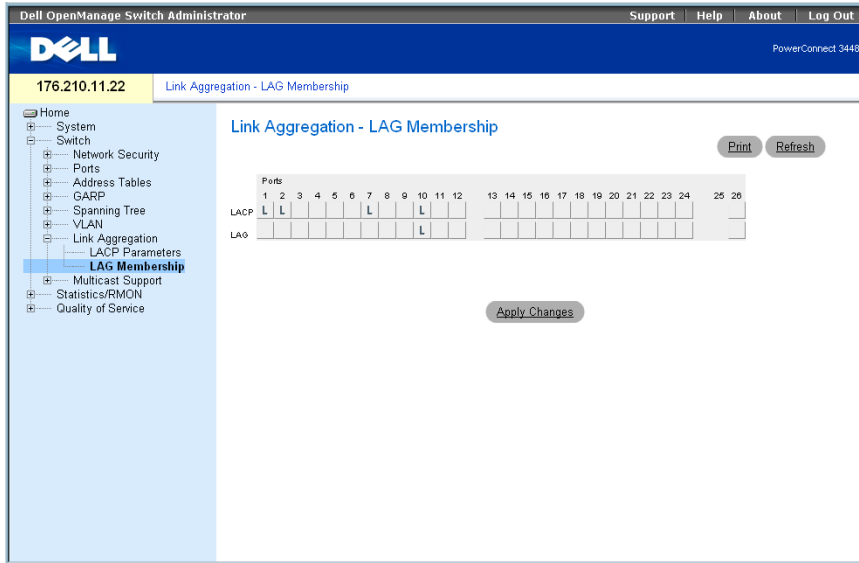 Dell OpenManage Switch Administrator Support Help About Log Out
DELL
PowerConnect 3448
176.210.11.22 Link Aggregation - LAG Membership
Home
System
Switch
Network Security
Ports
Address Tables
GARP
Spanning Tree
VLAN
Link Aggregation
LACP Parameters
LAG Membership
Multicast Support
Statistics/RMON
Quality of Service
Link Aggregation - LAG Membership
Print Refresh
Ports
1 2 3 4 5 6 7 8 9 10 11 12 13 14 15 16 17 18 19 20 21 22 23 24 25 26
LACP L L L L
LAG L
Apply Changes